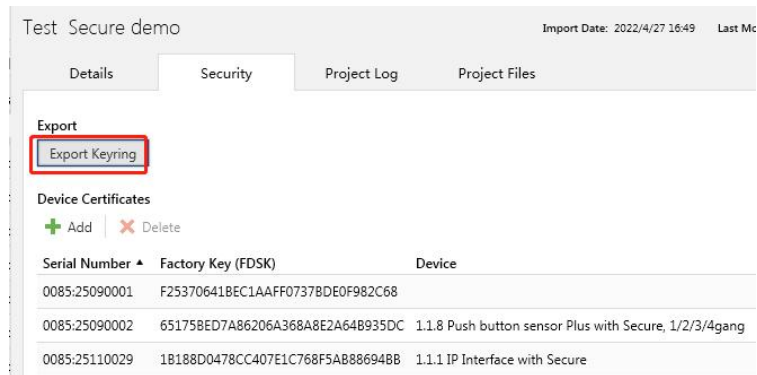 Test Secure demo Import Date: 2022/4/27 16:49 Last Mo
Details Security Project Log Project Files
Export
Export Keyring
Device Certificates
Add Delete
Serial Number Factory Key (FDSK) Device
0085:25090001 F25370641BEC1AAFF0737BDE0F982C68
0085:25090002 65175BED7A86206A368A8E2A64B935DC 1.1.8 Push button sensor Plus with Secure, 1/2/3/4gang
0085:25110029 1B188D0478CC407E1C768F5AB88694BB 1.1.1 IP Interface with Secure